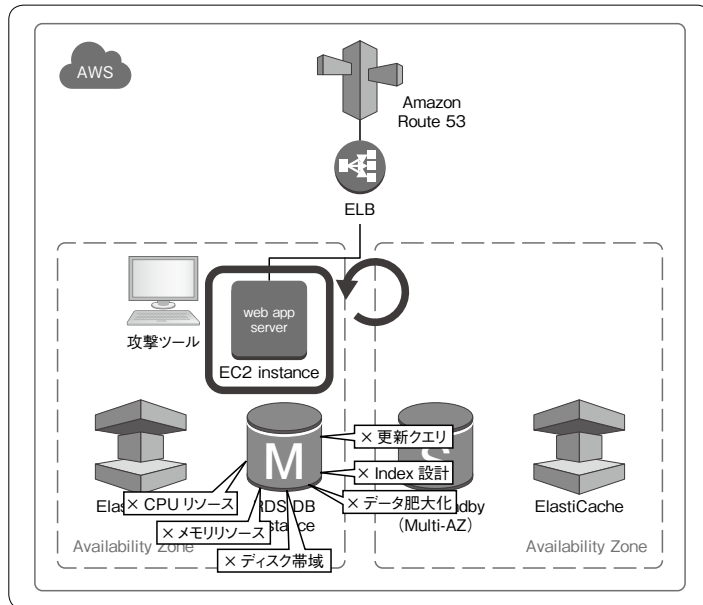 AWS
Amazon
Route 53
ELB
攻撃ツール
web app
server
EC2 instance
M
× 更新クエリ
× Index 設計
× データ肥大化
× CPU リソース
× メモリリソース
× ディスク帯域
RDS DB
(Multi-AZ)
ElastiCache
Availability Zone
Availability Zone